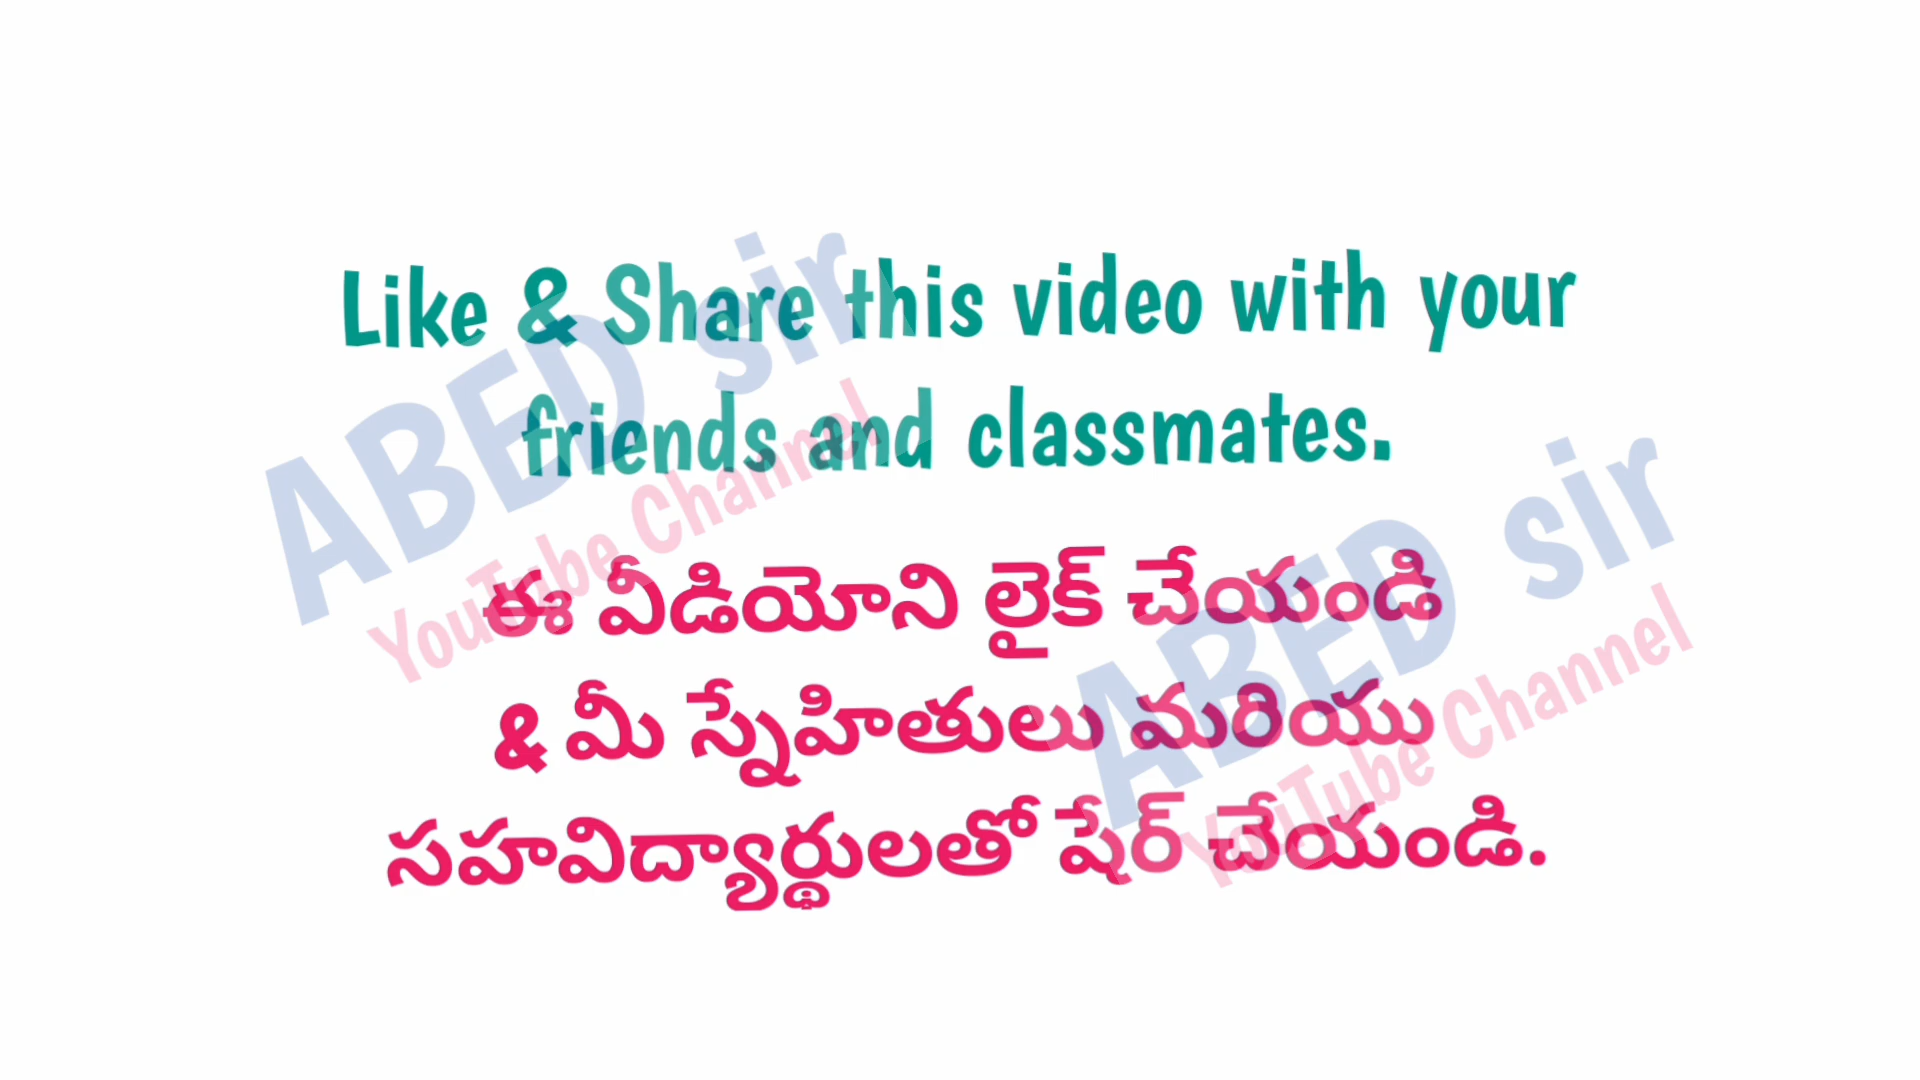 Like & Share this video with your
friends and classmates.
ఈ వీడియోని లైక్ చేయండి
& మీ స్నేహితులు మరియు
సహవిద్యార్థులతో షేర్ చేయండి.
ABED sir
YouTube Channel
ABED sir
YouTube Channel